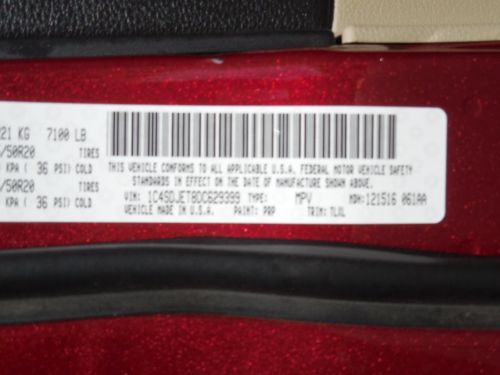 221 KG 7100 LB
/50R20 TIRES
KPA ( 36 PSI) COLD
/50R20 TIRES
KPA ( 36 PSI) COLD
THIS VEHICLE CONFORMS TO ALL APPLICABLE U.S.A. FEDERAL MOTOR VEHICLE SAFETY
STANDARDS IN EFFECT ON THE DATE OF MANUFACTURE SHOWN ABOVE.
VIN: 1C4SDJET8DC629399 MPV MDH:121516 061AA
VEHICLE MADE IN U.S.A. PAINT: PRP TRIM: TLXL